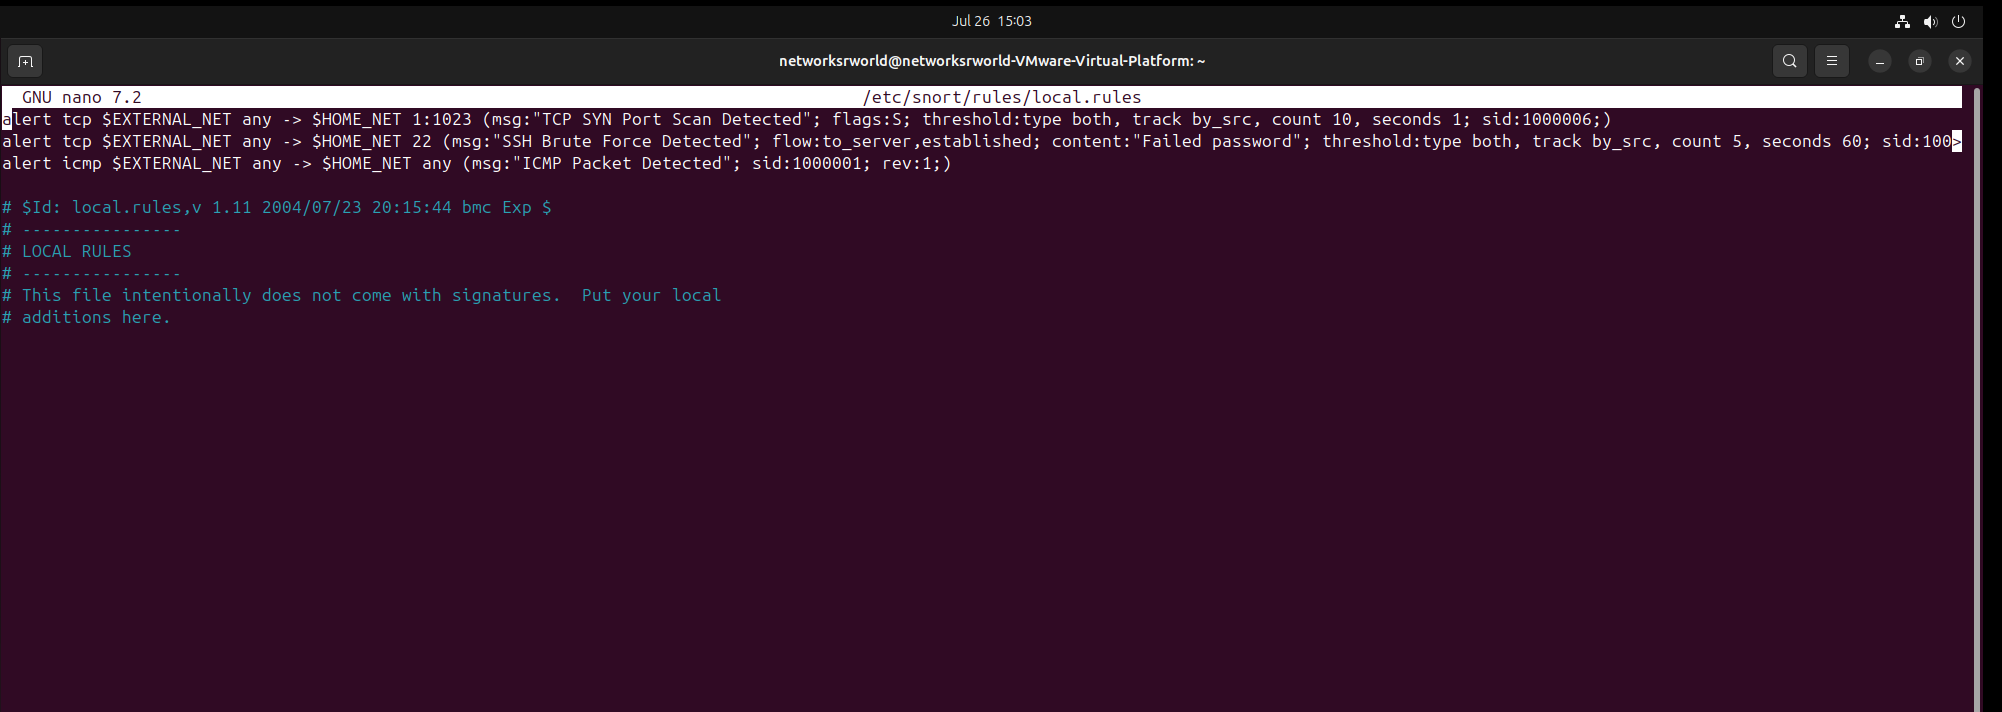 Jul 26 15:03
networksrworld@networksrworld-VMware-Virtual-Platform: ~
GNU nano 7.2 /etc/snort/rules/local.rules
alert tcp $EXTERNAL_NET any -> $HOME_NET 1:1023 (msg:"TCP SYN Port Scan Detected"; flags:S; threshold:type both, track by_src, count 10, seconds 1; sid:1000006;)
alert tcp $EXTERNAL_NET any -> $HOME_NET 22 (msg:"SSH Brute Force Detected"; flow:to_server,established; content:"Failed password"; threshold:type both, track by_src, count 5, seconds 60; sid:100>
alert icmp $EXTERNAL_NET any -> $HOME_NET any (msg:"ICMP Packet Detected"; sid:1000001; rev:1;)
# $Id: local.rules,v 1.11 2004/07/23 20:15:44 bmc Exp $
# ----------------
# LOCAL RULES
# ----------------
# This file intentionally does not come with signatures.  Put your local
# additions here.